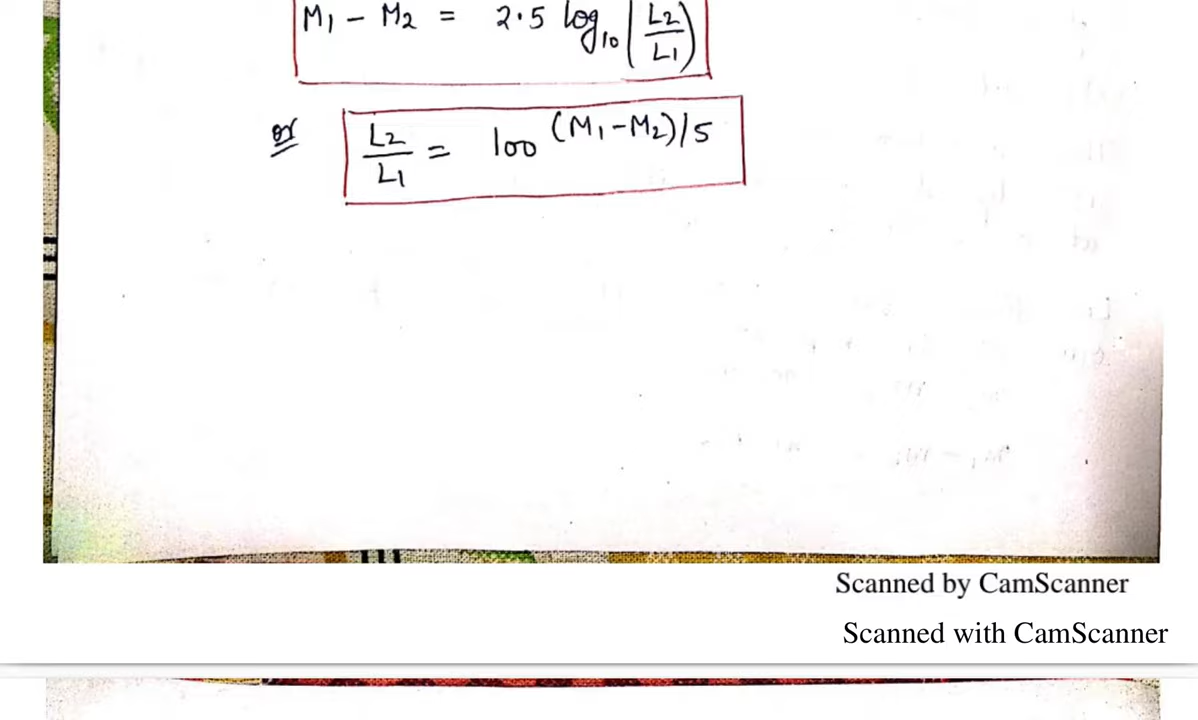 M1 - M2 = 2.5 log10 (L2/L1)
or L2/L1 = 100^(M1-M2)/5
Scanned by CamScanner
Scanned with CamScanner